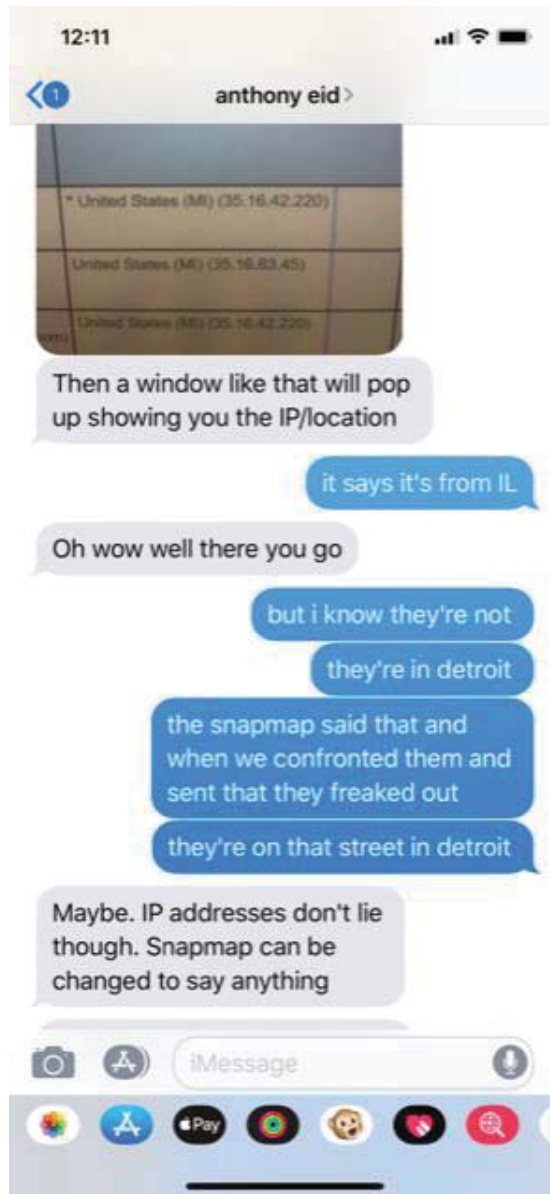 12:11
1
anthony eid
* United States (MI) (35.16.42.220)
United States (MI) (35.16.83.45)
United States (MI) (35.16.42.220)
Then a window like that will pop
up showing you the IP/location
it says it's from IL
Oh wow well there you go
but i know they're not
they're in detroit
the snapmap said that and
when we confronted them and
sent that they freaked out
they're on that street in detroit
Maybe. IP addresses don't lie
though. Snapmap can be
changed to say anything
iMessage
Pay